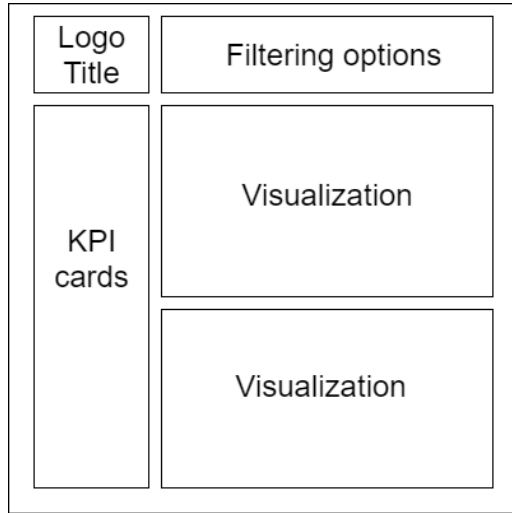 Logo
Title
Filtering options
Visualization
KPI
cards
Visualization